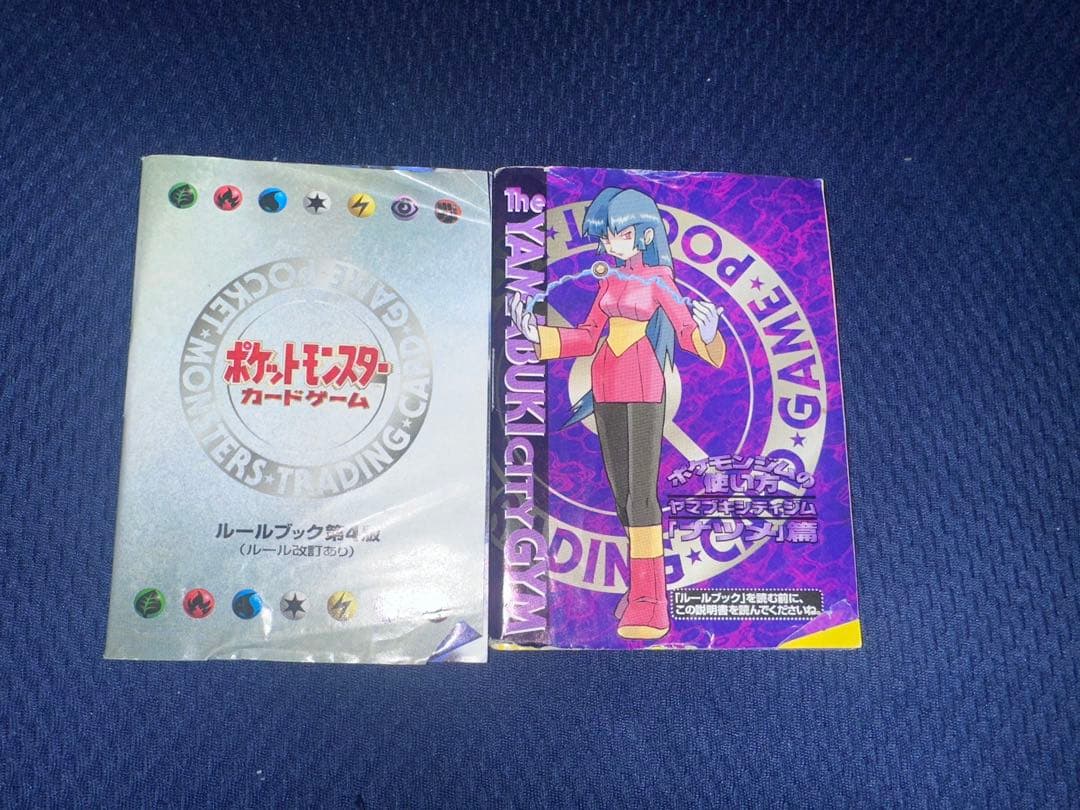 ポケットモンスター
カードゲーム
POCKET★MONSTERS★TRADING★CARD★GAME★
ルールブック第4版
(ルール改訂あり)
The YAMABUKI CITY GYM
ポケモンジムの
使い方
ヤマブキシティジム
「ナツメ」篇
「ルールブック」を読む前に、
この説明書を読んでくださいね。